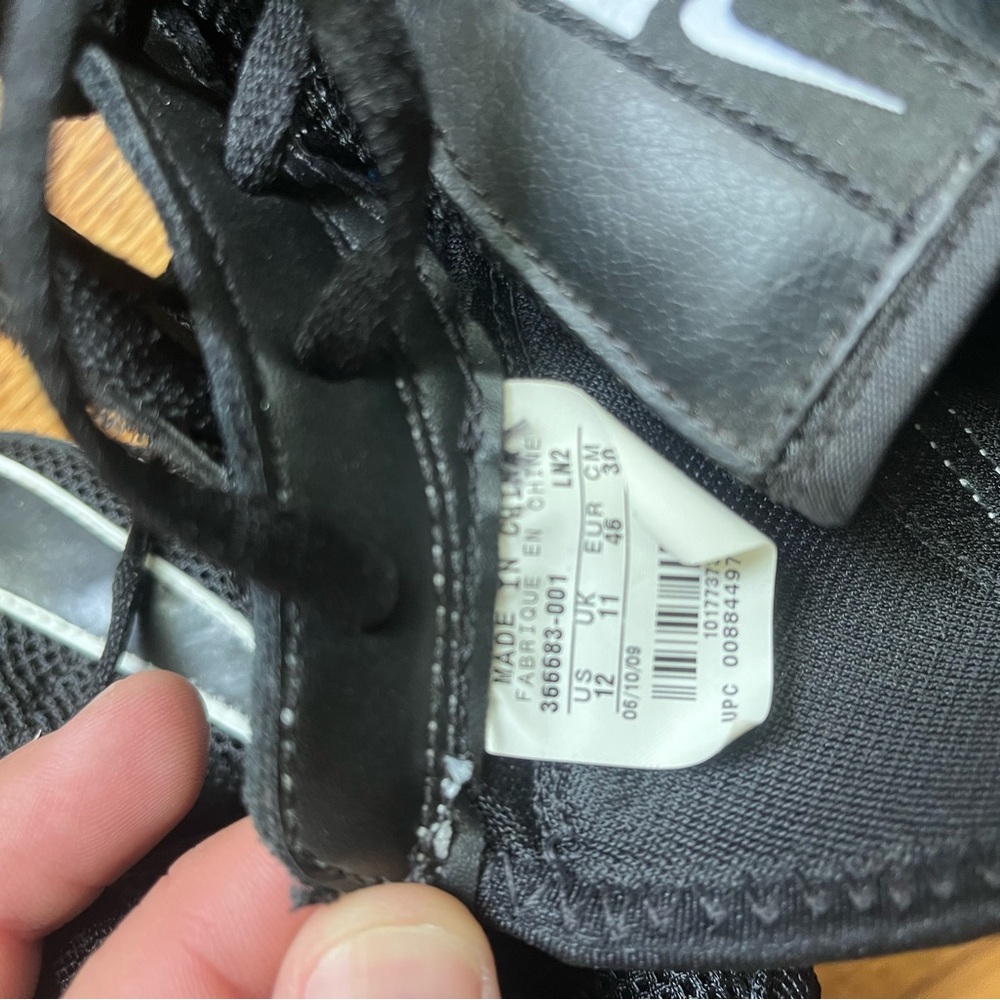 MADE IN CHINA
FABRIQUE EN CHINE
366683-001 LN2
US UK EUR CM
12 11 46 30
06/10/09
UPC 00884497